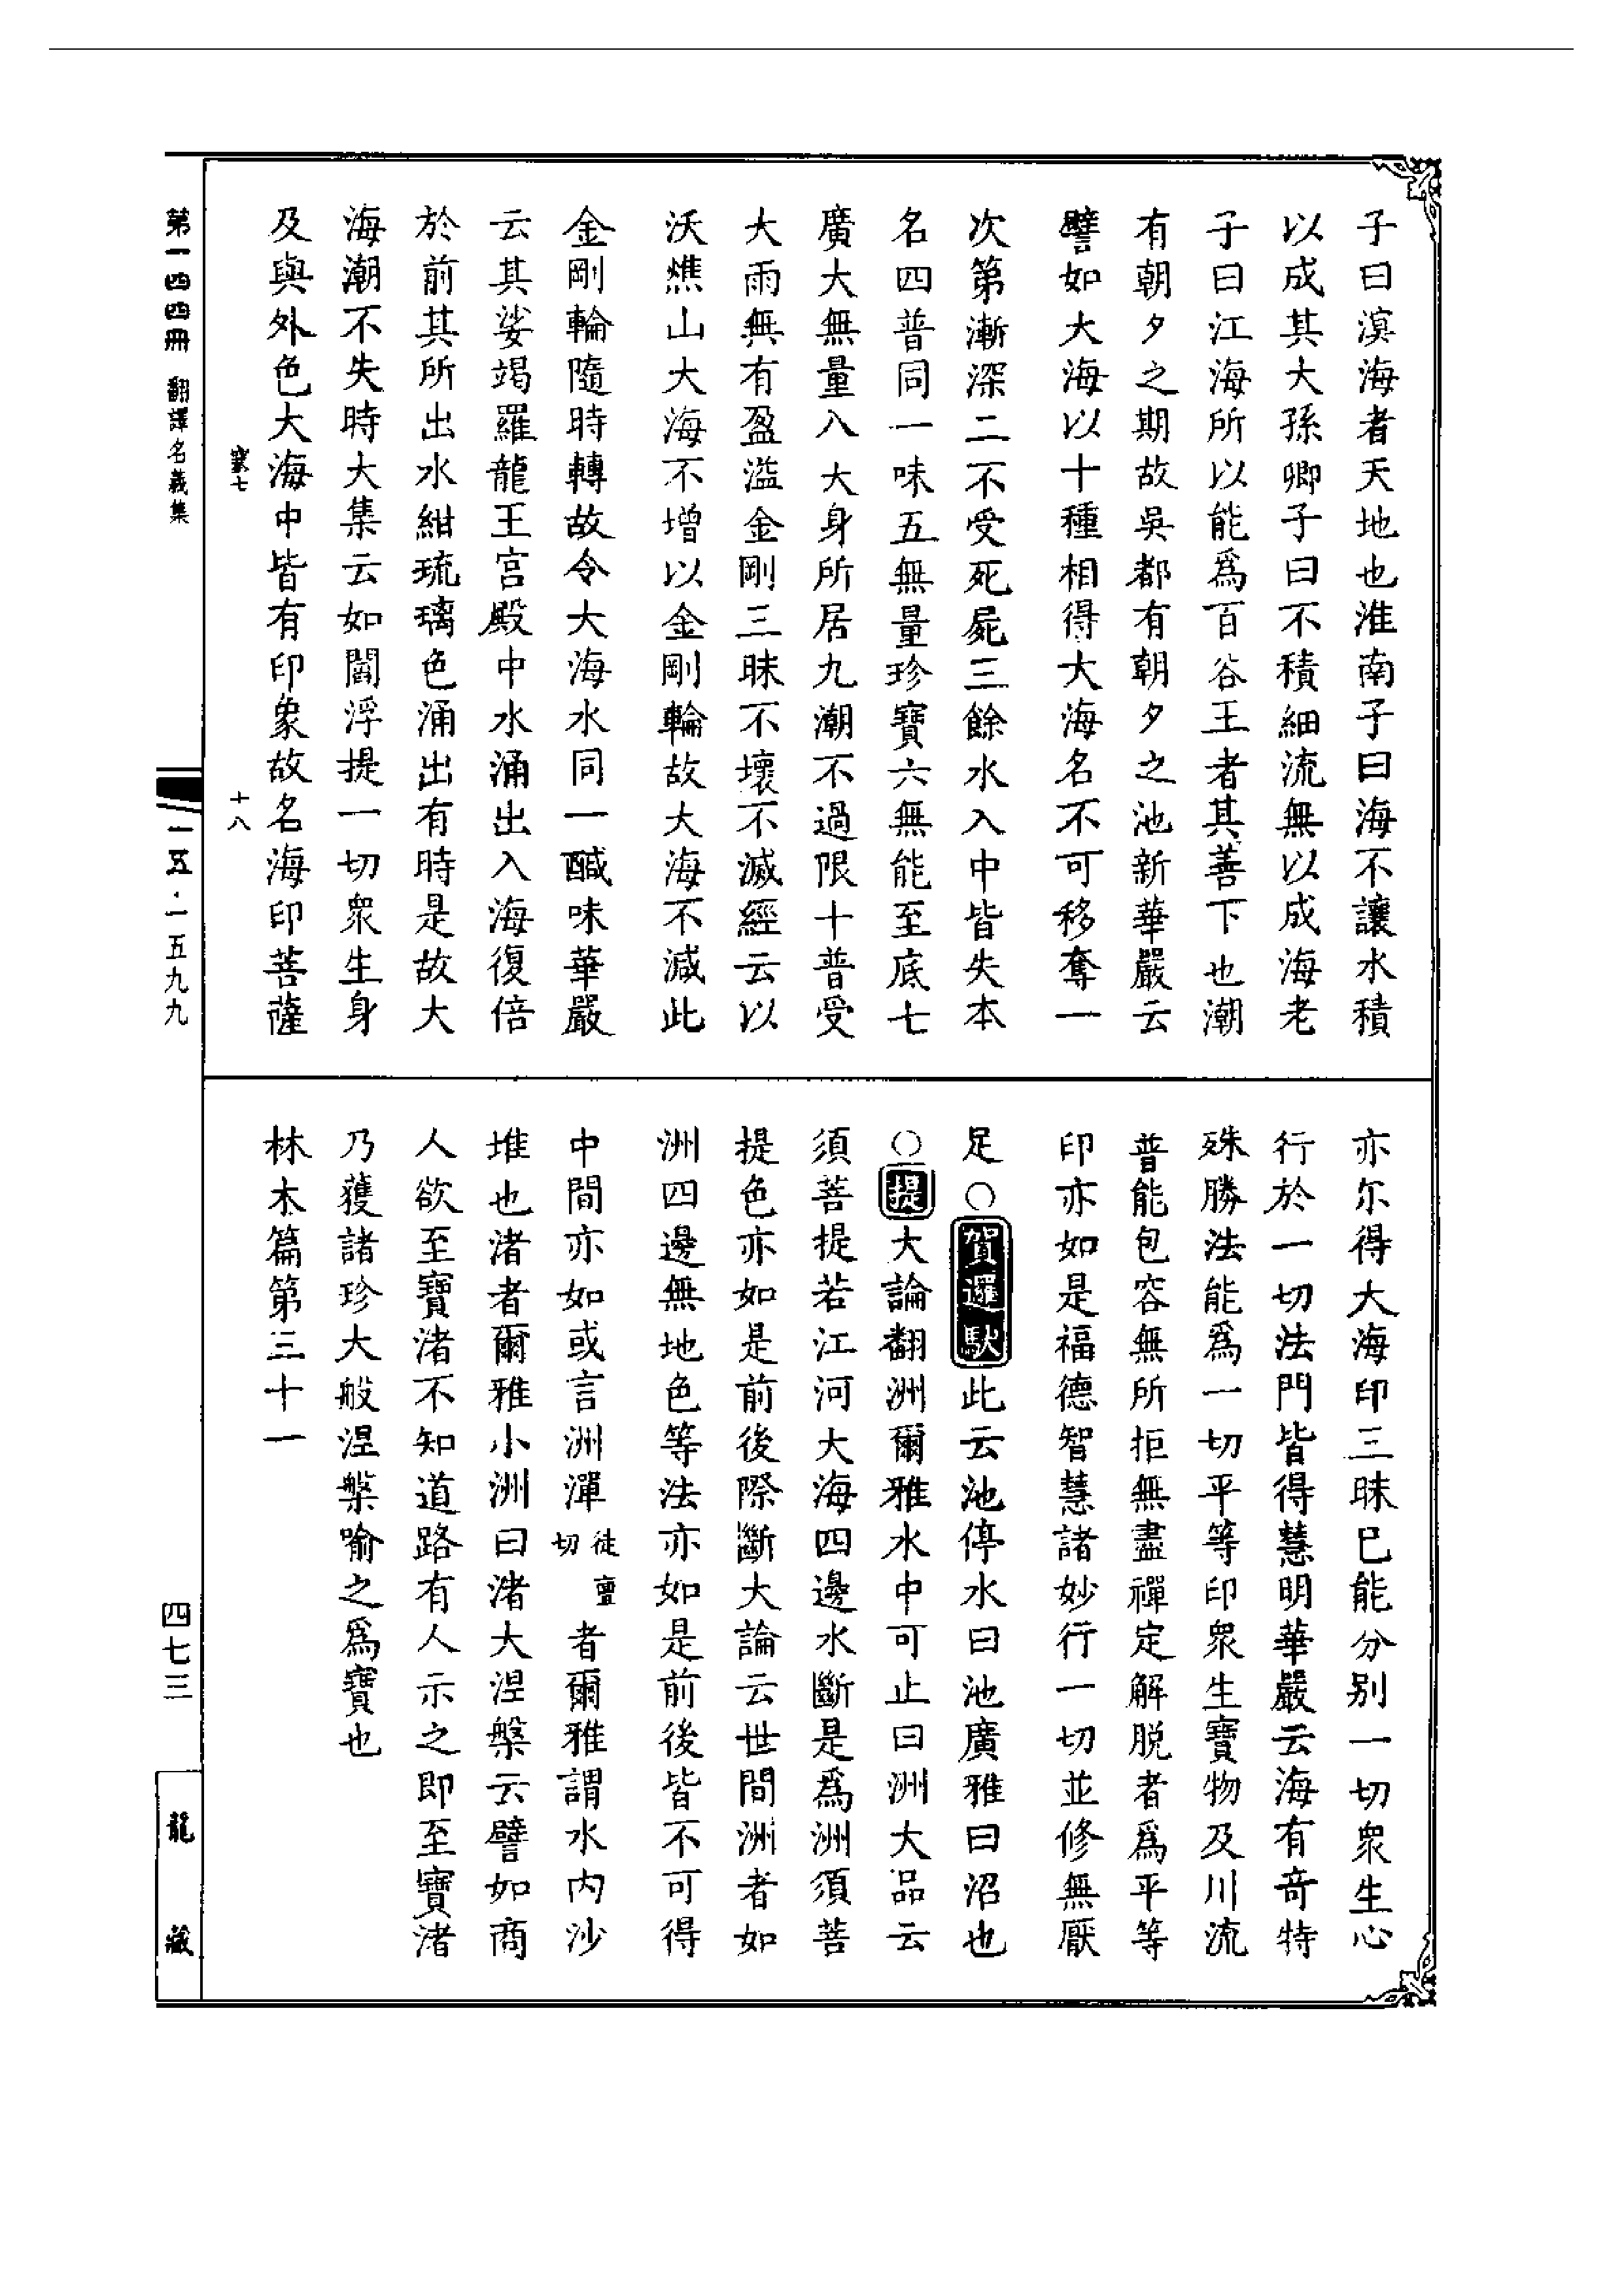 子曰溟海者天地也淮南子曰海不讓水積
以成其大孫卿子曰不積細流無以成海老
子曰江海所以能爲百谷王者其善下也潮
有朝夕之期故吳都有朝夕之池新華嚴云
譬如大海以十種相得大海名不可移奪一
次第漸深二不受死屍三餘水入中皆失本
名四普同一味五無量珍寶六無能至底七
廣大無量入大身所居九潮不過限十普受
大雨無有盈溢金剛三昧不壞不滅經云以
沃燋山大海不增以金剛輪故大海不減此
金剛輪隨時轉故令大海水同一醎味華嚴
云其娑竭羅龍王宮殿中水涌出入海復倍
於前其所出水紺琉璃色涌出有時是故大
海潮不失時大集云如閻浮提一切衆生身
及與外色大海中皆有印象故名海印菩薩
亦尔得大海印三昧巳能分別一切衆生心
行於一切法門皆得慧明華嚴云海有竒特
殊勝法能爲一切平等印衆生寶物及川流
普能包容無所拒無盡禪定解脫者爲平等
印亦如是福德智慧諸妙行一切並修無厭
足○賀邏馱此云池停水曰池廣雅曰沼也
○提大論翻洲爾雅水中可止曰洲大品云
須菩提若江河大海四邊水斷是爲洲須菩
提色亦如是前後際斷大論云世間洲者如
洲四邊無地色等法亦如是前後皆不可得
中間亦如或言洲潬徒亶切者爾雅謂水內沙
堆也渚者爾雅小洲曰渚大涅槃云譬如商
人欲至寶渚不知道路有人示之即至寶渚
乃獲諸珍大般涅槃喻之爲寶也
林木篇第三十一
七
十八
第一四四冊 翻譯名義集
一五·一五九九
四七三
龍藏